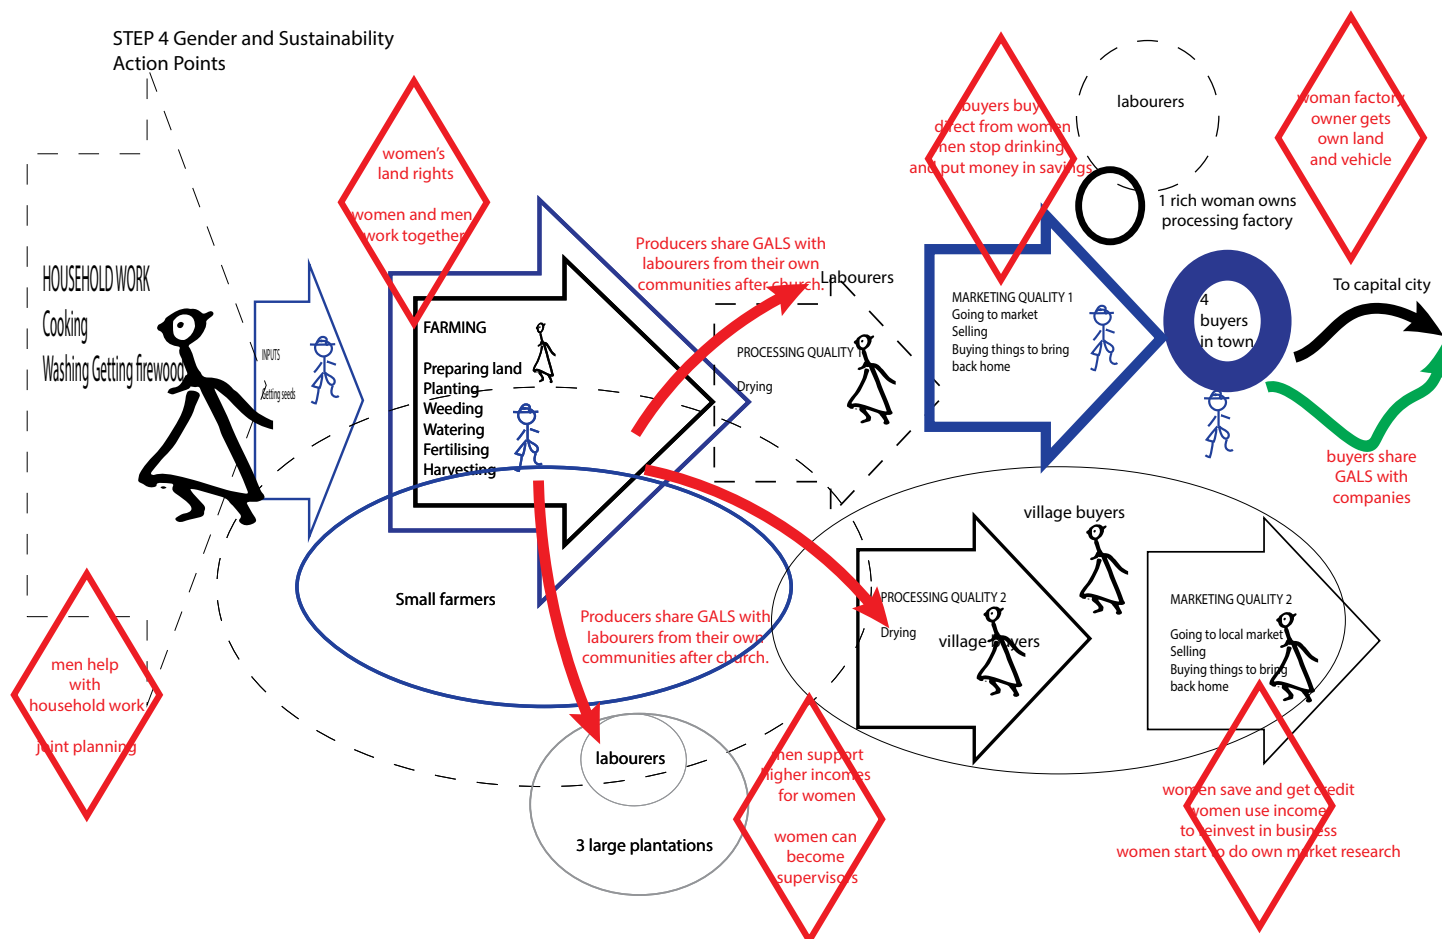 STEP 4 Gender and Sustainability
Action Points
HOUSEHOLD WORK
Cooking
Washing Getting firewood
men help
with
household work
joint planning
INPUTS
Getting seeds
women's
land rights
women and men
work together
FARMING
Preparing land
Planting
Weeding
Watering
Fertilising
Harvesting
Small farmers
Producers share GALS with
labourers from their own
communities after church.
Labourers
PROCESSING QUALITY 1
Drying
Producers share GALS with
labourers from their own
communities after church.
labourers
3 large plantations
men support
higher incomes
for women
women can
become
supervisors
buyers buy
direct from women
men stop drinking
and put money in savings
labourers
1 rich woman owns
processing factory
woman factory
owner gets
own land
and vehicle
MARKETING QUALITY 1
Going to market
Selling
Buying things to bring
back home
4
buyers
in town
To capital city
buyers share
GALS with
companies
village buyers
PROCESSING QUALITY 2
Drying
village buyers
MARKETING QUALITY 2
Going to local market
Selling
Buying things to bring
back home
women save and get credit
women use income
to reinvest in business
women start to do own market research